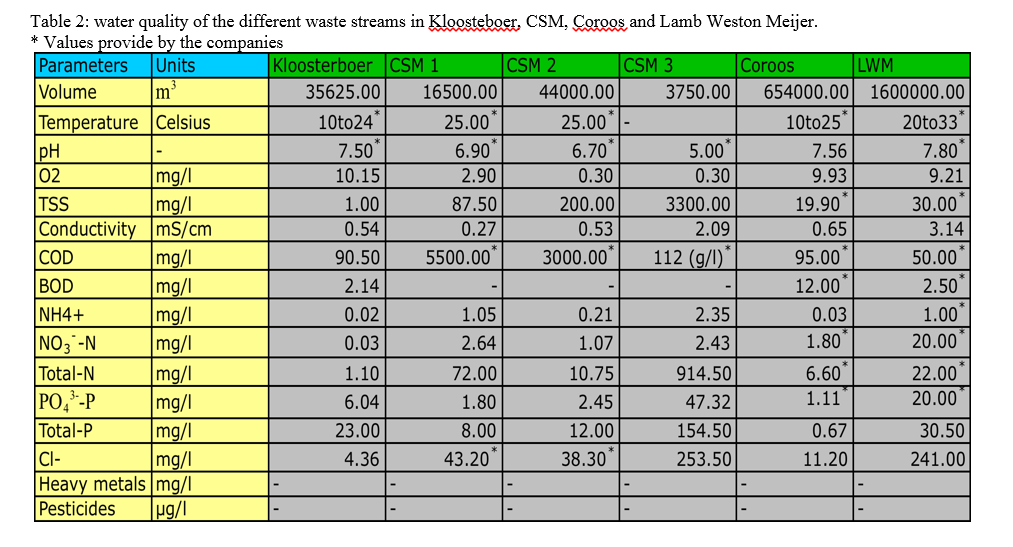 Table 2: water quality of the different waste streams in Kloosteboer, CSM, Coroos and Lamb Weston Meijer.
* Values provide by the companies
Parameters Units Kloosterboer CSM 1 CSM 2 CSM 3 Coroos LWM
Volume m³ 35625.00 16500.00 44000.00 3750.00 654000.00 1600000.00
Temperature Celsius 10to24* 25.00* 25.00* - 10to25* 20to33*
pH - 7.50* 6.90* 6.70* 5.00* 7.56 7.80*
O2 mg/l 10.15 2.90 0.30 0.30 9.93 9.21
TSS mg/l 1.00 87.50 200.00 3300.00 19.90* 30.00*
Conductivity mS/cm 0.54 0.27 0.53 2.09 0.65 3.14
COD mg/l 90.50 5500.00* 3000.00* 112 (g/l)* 95.00* 50.00*
BOD mg/l 2.14 - - - 12.00* 2.50*
NH4+ mg/l 0.02 1.05 0.21 2.35 0.03 1.00*
NO₃⁻-N mg/l 0.03 2.64 1.07 2.43 1.80* 20.00*
Total-N mg/l 1.10 72.00 10.75 914.50 6.60* 22.00*
PO₄³⁻-P mg/l 6.04 1.80 2.45 47.32 1.11* 20.00*
Total-P mg/l 23.00 8.00 12.00 154.50 0.67 30.50
Cl- mg/l 4.36 43.20* 38.30* 253.50 11.20 241.00
Heavy metals mg/l - - - - - -
Pesticides µg/l - - - - - -